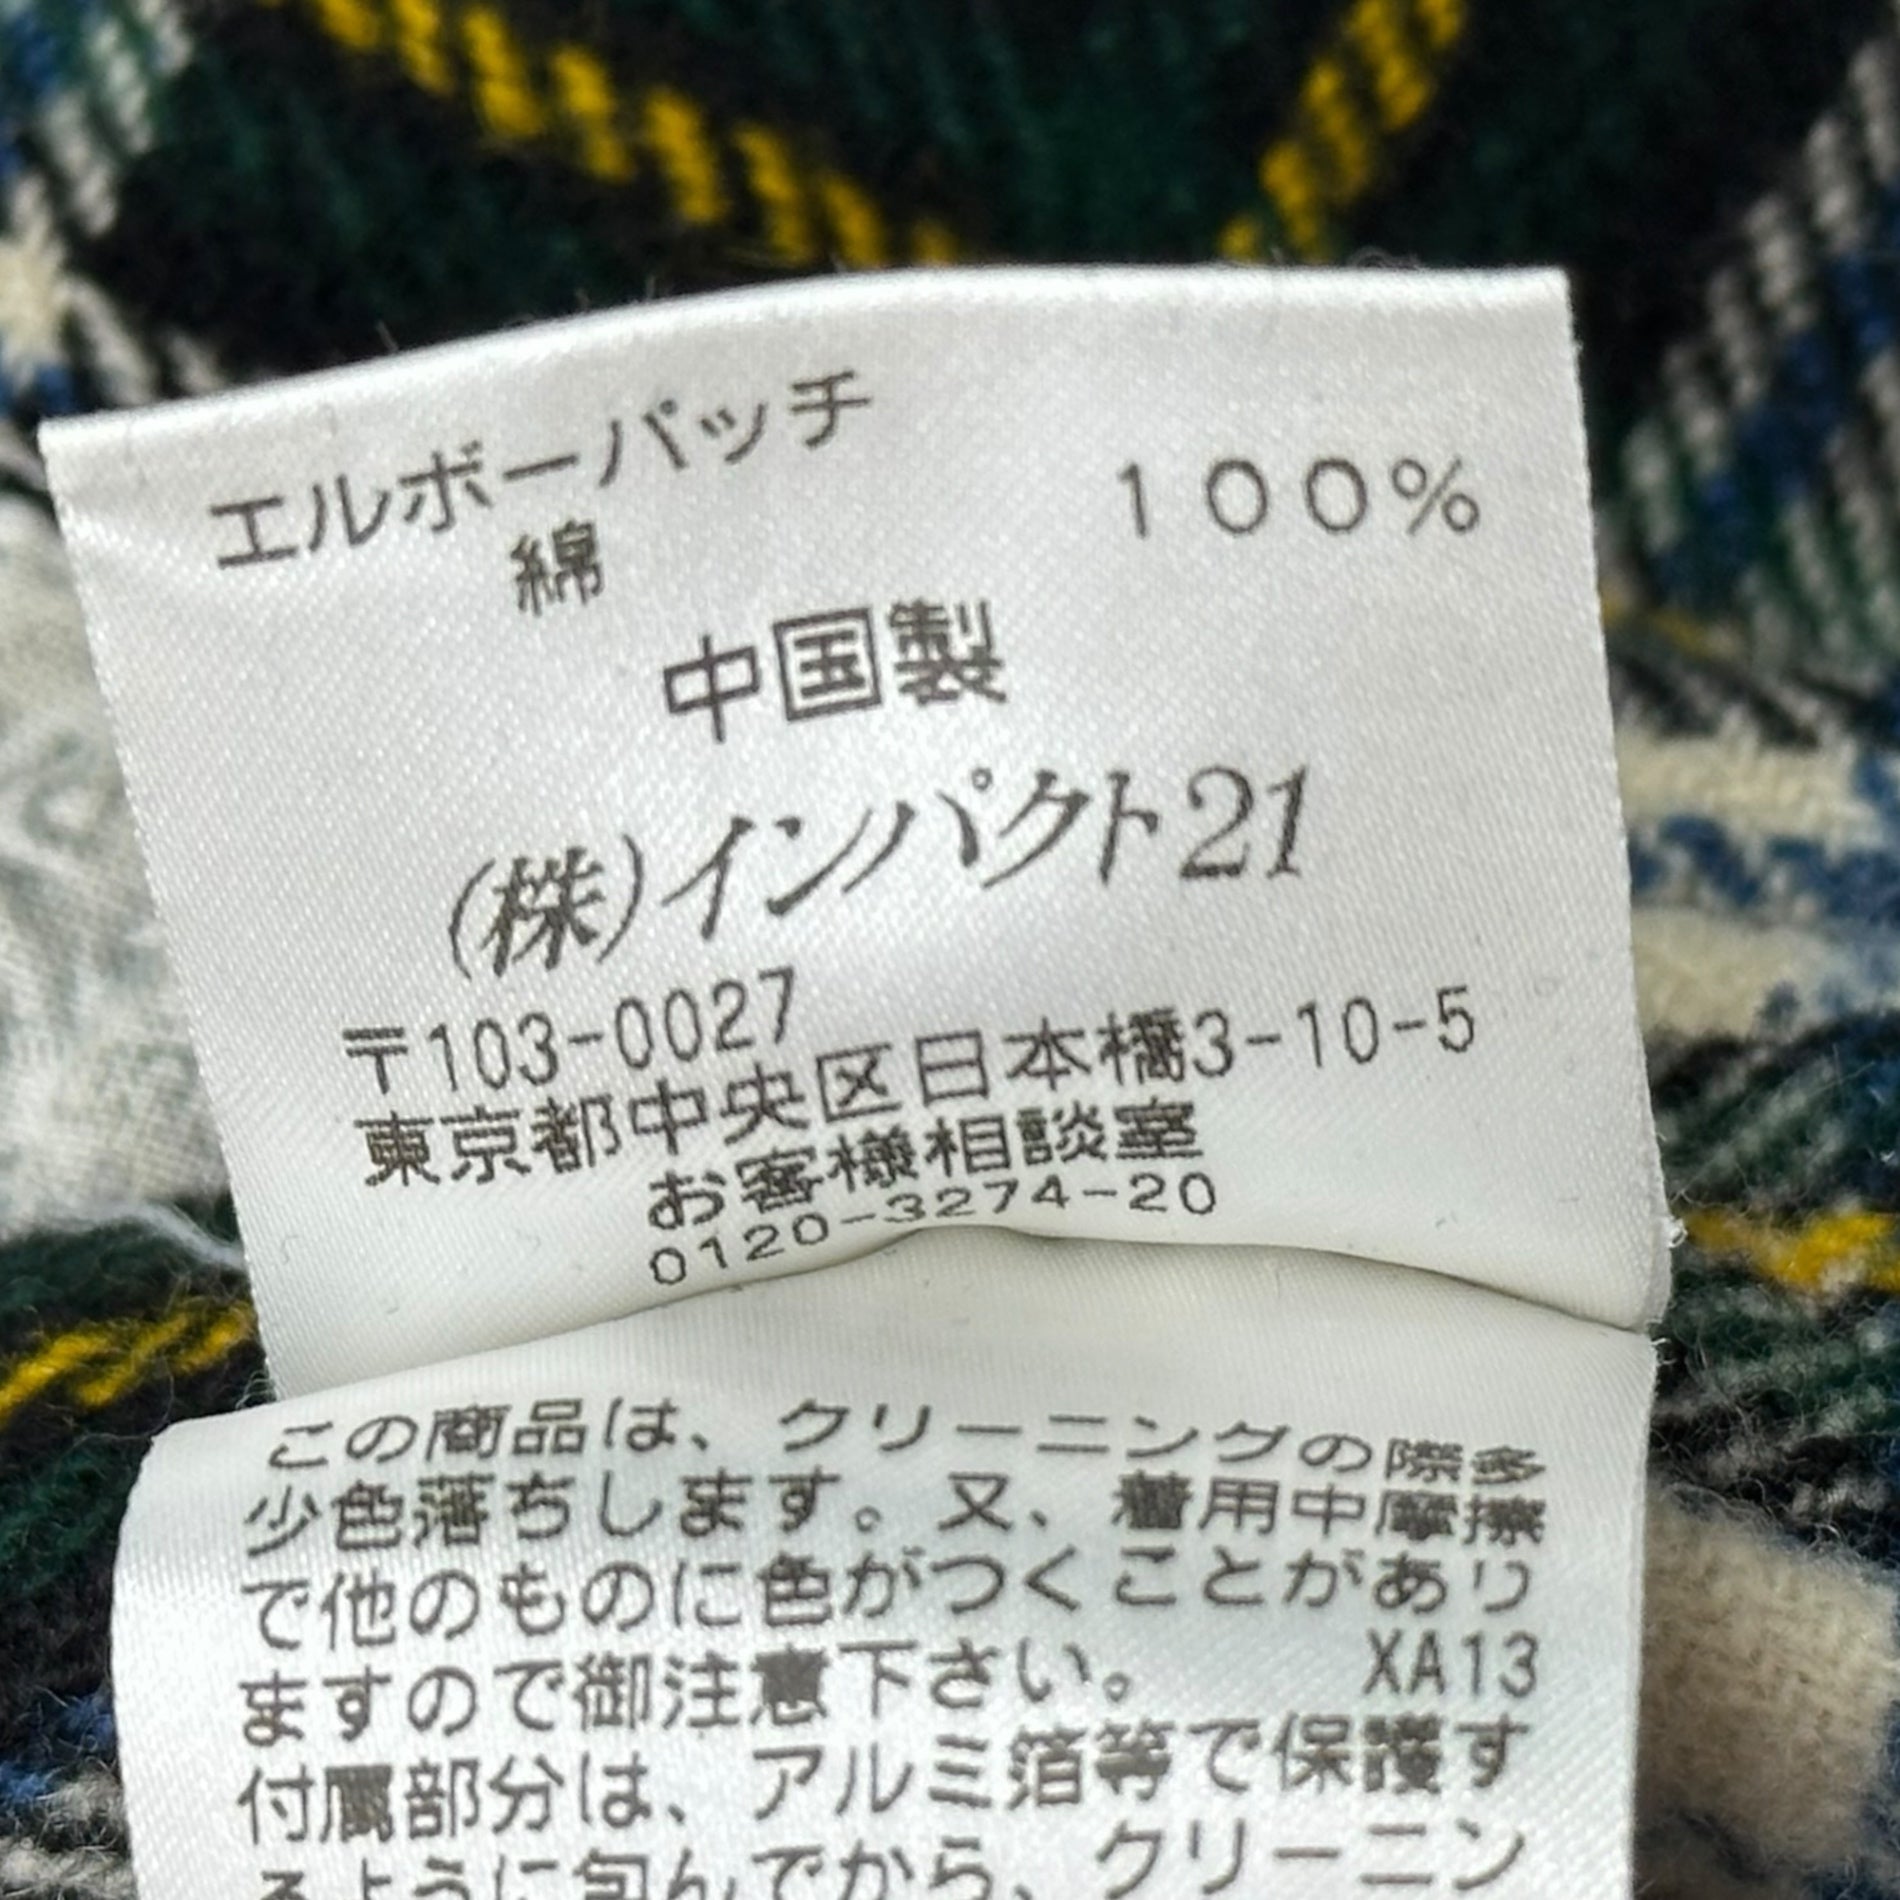 エルボーパッチ
綿 100%
中国製
(株)インパクト21
〒103-0027
東京都中央区日本橋3-10-5
お客様相談室
0120-3274-20
この商品は、クリーニングの際多
少色落ちします。又、着用中摩擦
で他のものに色がつくことがあり
ますので御注意下さい。 XA13
付属部分は、アルミ箔等で保護す
るように包んでから、クリーニン